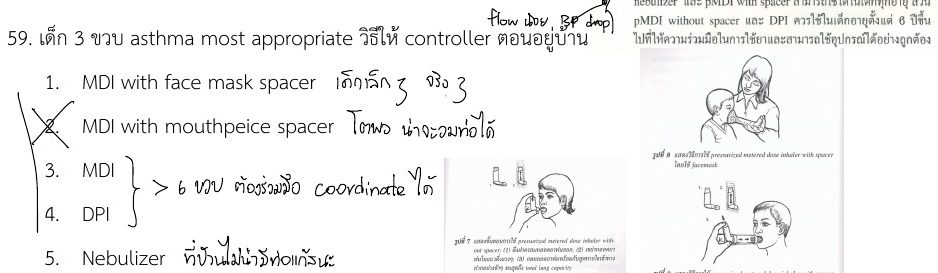 nebulizer และ pMDI with spacer สามารถใช้ได้ในเด็กทุกอายุ ส่วน
pMDI without spacer และ DPI ควรใช้ในเด็กอายุตั้งแต่ 6 ปีขึ้น
ไปที่ให้ความร่วมมือในการใช้ยาและสามารถใช้อุปกรณ์ได้อย่างถูกต้อง
flow น้อย, BP drop
59. เด็ก 3 ขวบ asthma most appropriate วิธีให้ controller ตอนอยู่บ้าน
1. MDI with face mask spacer เด็กเล็ก ๆ จริง ๆ
2. MDI with mouthpeice spacer โตพอ น่าจะอมท่อได้
3. MDI
> 6 ขวบ ต้องร่วมมือ coordinate ได้
4. DPI
5. Nebulizer ที่บ้านไม่น่ามีท่อแก๊สนะ
รูปที่ 8 แสดงวิธีการใช้ pressurized metered dose inhaler with spacer
โดยใช้ facemask
รูปที่ 7 แสดงขั้นตอนการใช้ pressurized metered dose inhaler with-
out spacer: (1) (2)
(3)
total lung capacity